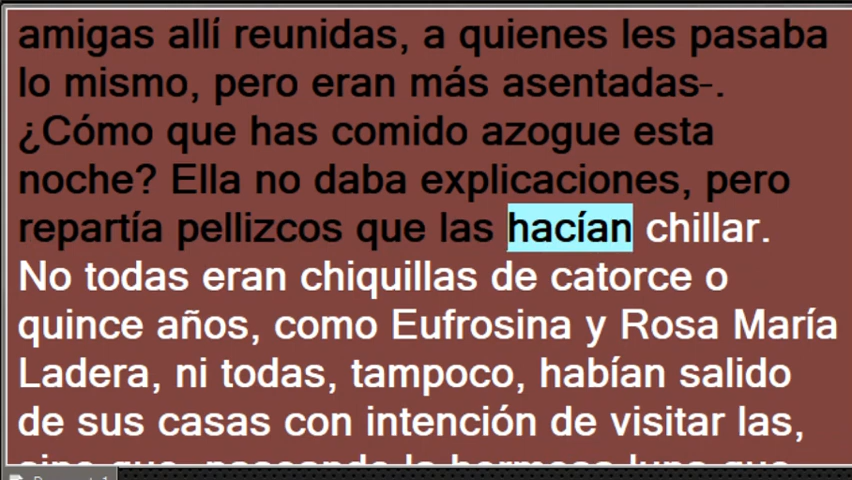 amigas allí reunidas, a quienes les pasaba
lo mismo, pero eran más asentadas-.
¿Cómo que has comido azogue esta
noche? Ella no daba explicaciones, pero
repartía pellizcos que las hacían chillar.
No todas eran chiquillas de catorce o
quince años, como Eufrosina y Rosa María
Ladera, ni todas, tampoco, habían salido
de sus casas con intención de visitar las,